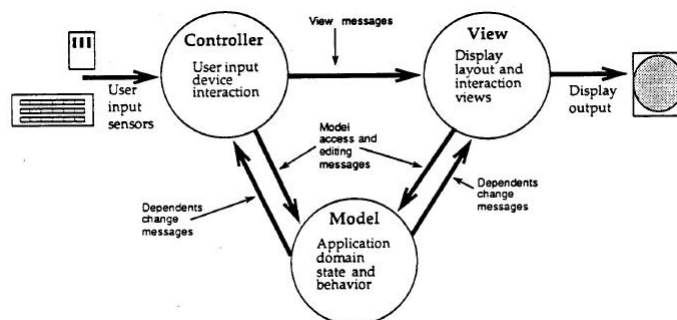 View messages
Controller
User input
device
interaction
View
Display
layout and
interaction
views
User
input
sensors
Display
output
Model
access and
editing
messages
Dependents
change
messages
Dependents
change
messages
Model
Application
domain
state and
behavior